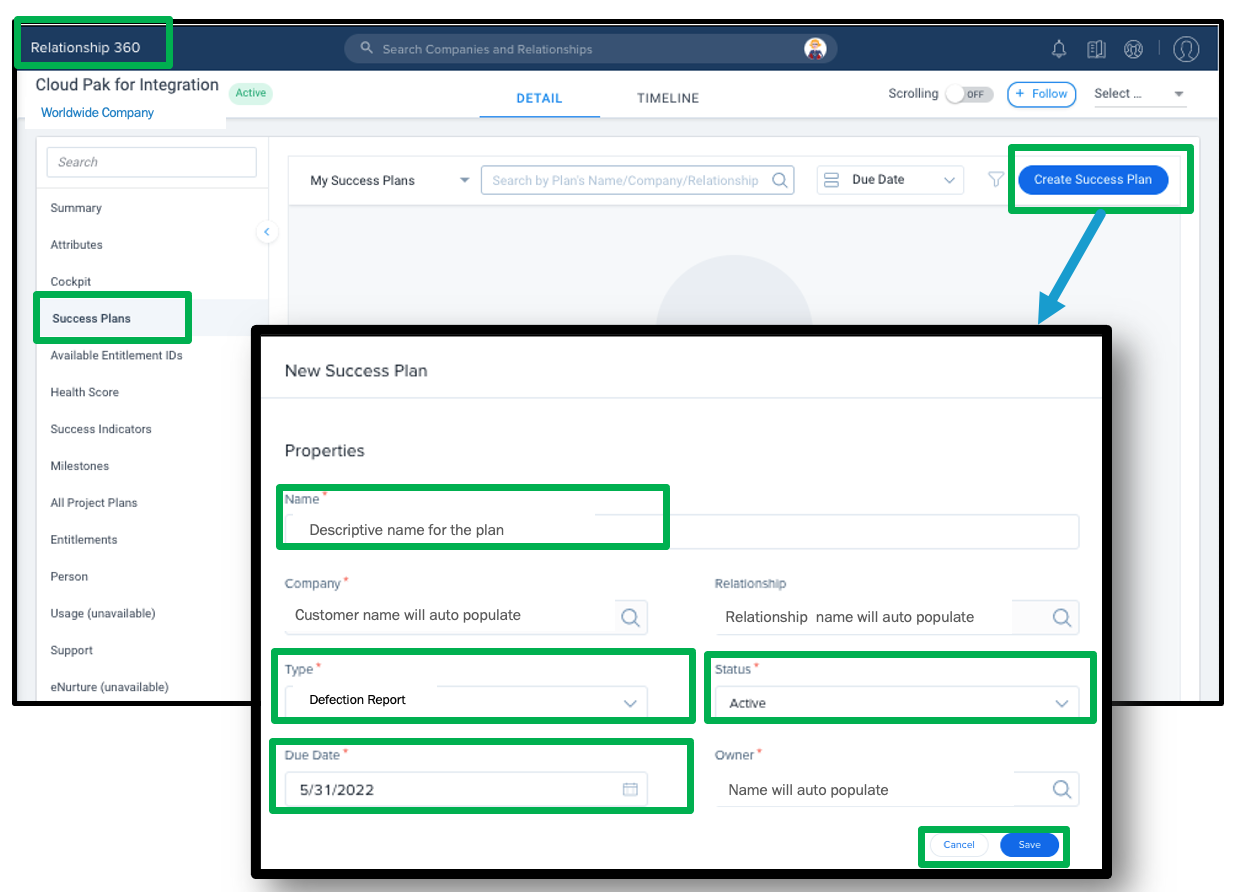 Relationship 360
Search Companies and Relationships
Cloud Pak for Integration
Active
Worldwide Company
DETAIL
TIMELINE
Scrolling
OFF
+ Follow
Select ...
Search
Summary
Attributes
Cockpit
Success Plans
Available Entitlement IDs
Health Score
Success Indicators
Milestones
All Project Plans
Entitlements
Person
Usage (unavailable)
Support
eNurture (unavailable)
My Success Plans
Search by Plan's Name/Company/Relationship
Due Date
Create Success Plan
New Success Plan
Properties
Name *
Descriptive name for the plan
Company *
Customer name will auto populate
Relationship
Relationship name will auto populate
Type *
Defection Report
Status *
Active
Due Date *
5/31/2022
Owner *
Name will auto populate
Cancel
Save